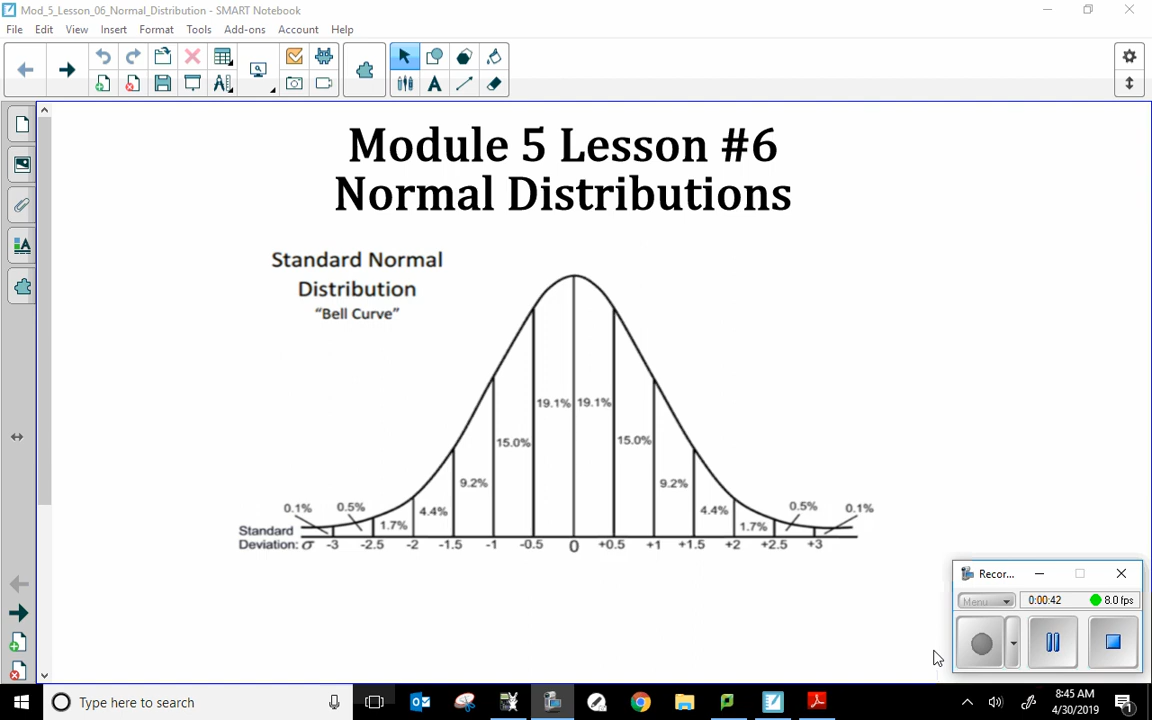 Mod_5_Lesson_06_Normal_Distribution - SMART Notebook
File Edit View Insert Format Tools Add-ons Account Help
Module 5 Lesson #6
Normal Distributions
Standard Normal
Distribution
“Bell Curve”
19.1% 19.1%
15.0% 15.0%
9.2% 9.2%
0.1% 0.5% 4.4% 4.4% 0.5% 0.1%
1.7% 1.7%
Standard
Deviation: σ -3 -2.5 -2 -1.5 -1 -0.5 0 +0.5 +1 +1.5 +2 +2.5 +3
Recor...
Menu 0:00:42 8.0 fps
Type here to search
8:45 AM
4/30/2019
1